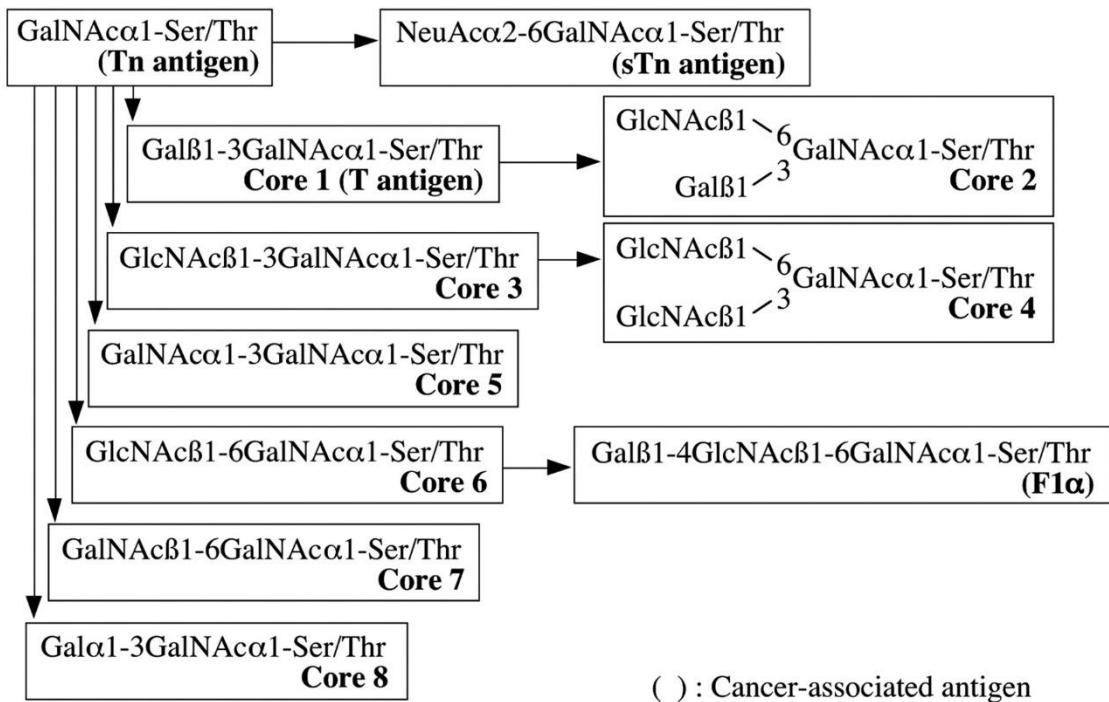 GalNAcα1-Ser/Thr
(Tn antigen)
NeuAcα2-6GalNAcα1-Ser/Thr
(sTn antigen)
Galß1-3GalNAcα1-Ser/Thr
Core 1 (T antigen)
GlcNAcß1
6
GalNAcα1-Ser/Thr
Galß1
3
Core 2
GlcNAcß1-3GalNAcα1-Ser/Thr
Core 3
GlcNAcß1
6
GalNAcα1-Ser/Thr
GlcNAcß1
3
Core 4
GalNAcα1-3GalNAcα1-Ser/Thr
Core 5
GlcNAcß1-6GalNAcα1-Ser/Thr
Core 6
Galß1-4GlcNAcß1-6GalNAcα1-Ser/Thr
(F1α)
GalNAcß1-6GalNAcα1-Ser/Thr
Core 7
Galα1-3GalNAcα1-Ser/Thr
Core 8
( ) : Cancer-associated antigen